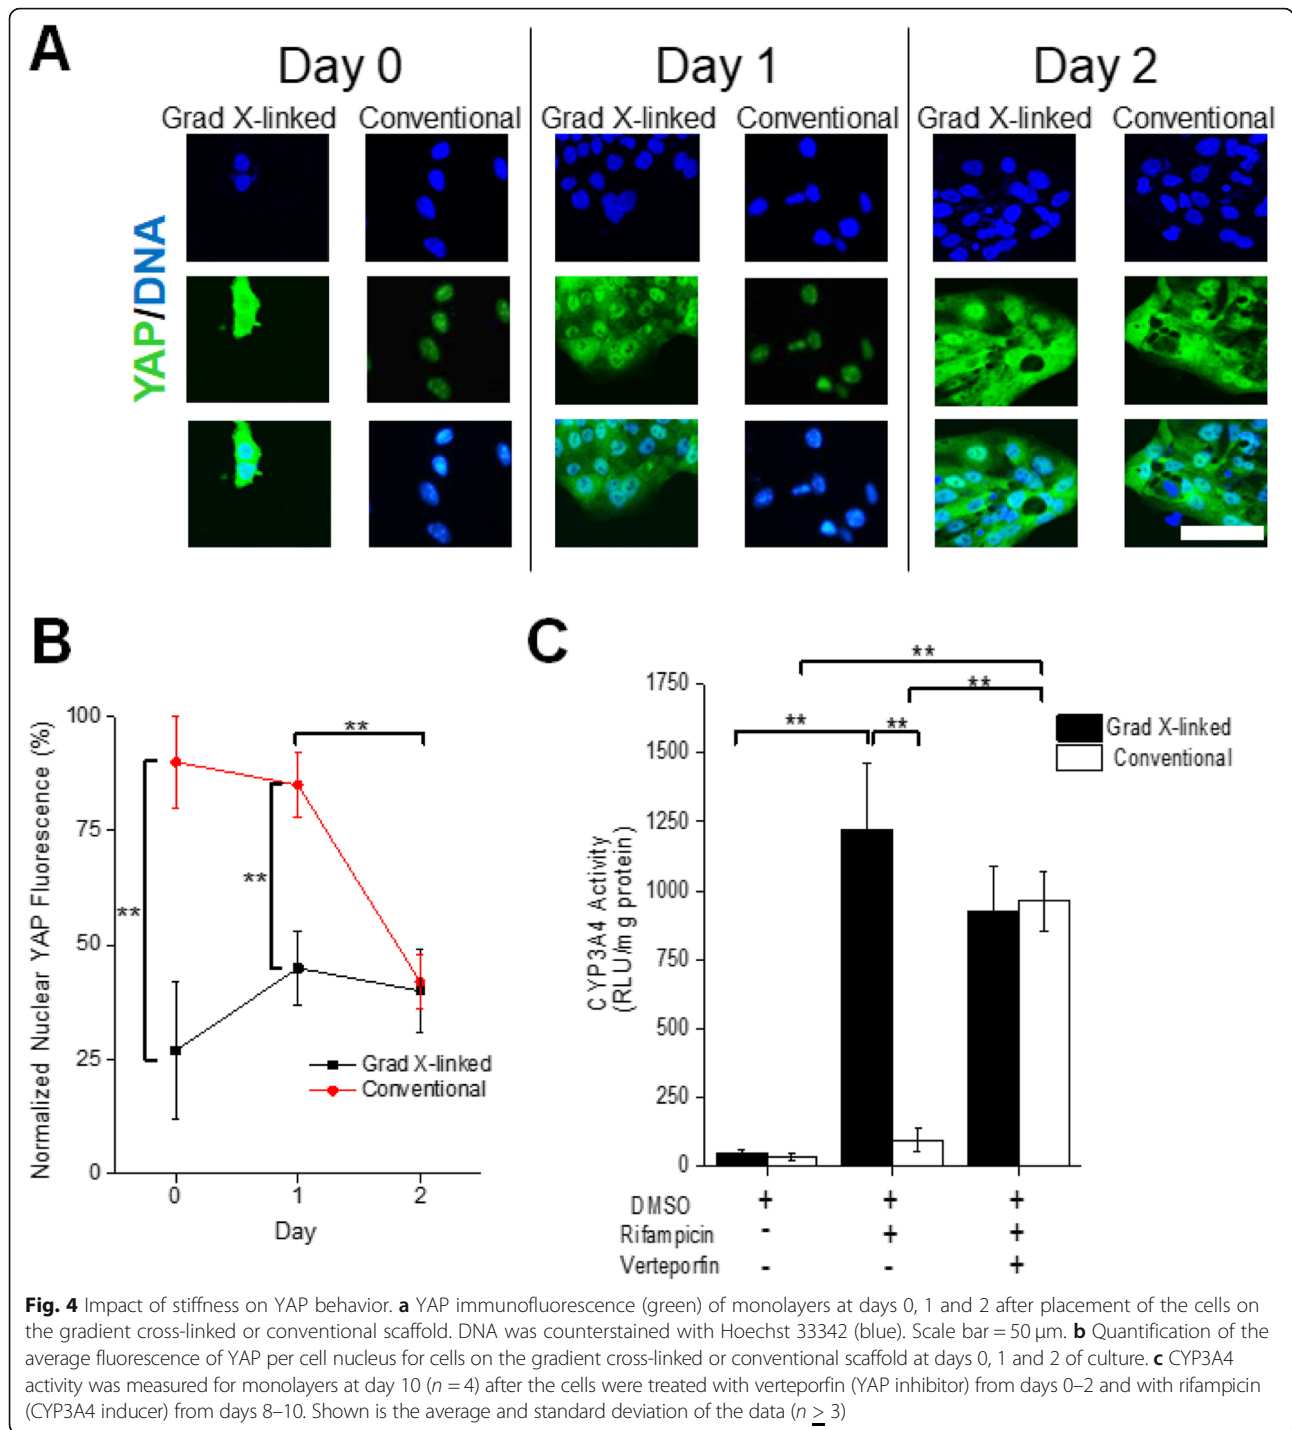 A
Day 0
Day 1
Day 2
Grad X-linked
Conventional
Grad X-linked
Conventional
Grad X-linked
Conventional
YAP/DNA
B
Normalized Nuclear YAP Fluorescence (%)
100
75
50
25
0
**
**
**
Grad X-linked
Conventional
0
1
2
Day
C
CYP3A4 Activity
(RLU/mg protein)
1750
1500
1250
1000
750
500
250
0
**
**
**
**
Grad X-linked
Conventional
DMSO + + +
Rifampicin - + +
Verteporfin - - +
Fig. 4 Impact of stiffness on YAP behavior. a YAP immunofluorescence (green) of monolayers at days 0, 1 and 2 after placement of the cells on
the gradient cross-linked or conventional scaffold. DNA was counterstained with Hoechst 33342 (blue). Scale bar = 50 μm. b Quantification of the
average fluorescence of YAP per cell nucleus for cells on the gradient cross-linked or conventional scaffold at days 0, 1 and 2 of culture. c CYP3A4
activity was measured for monolayers at day 10 (n = 4) after the cells were treated with verteporfin (YAP inhibitor) from days 0–2 and with rifampicin
(CYP3A4 inducer) from days 8–10. Shown is the average and standard deviation of the data (n ≥ 3)